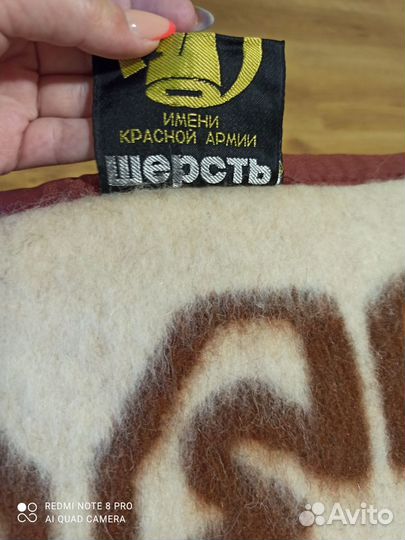 ИМЕНИ
КРАСНОЙ АРМИИ
шерсть
REDMI NOTE 8 PRO
AI QUAD CAMERA
Avito